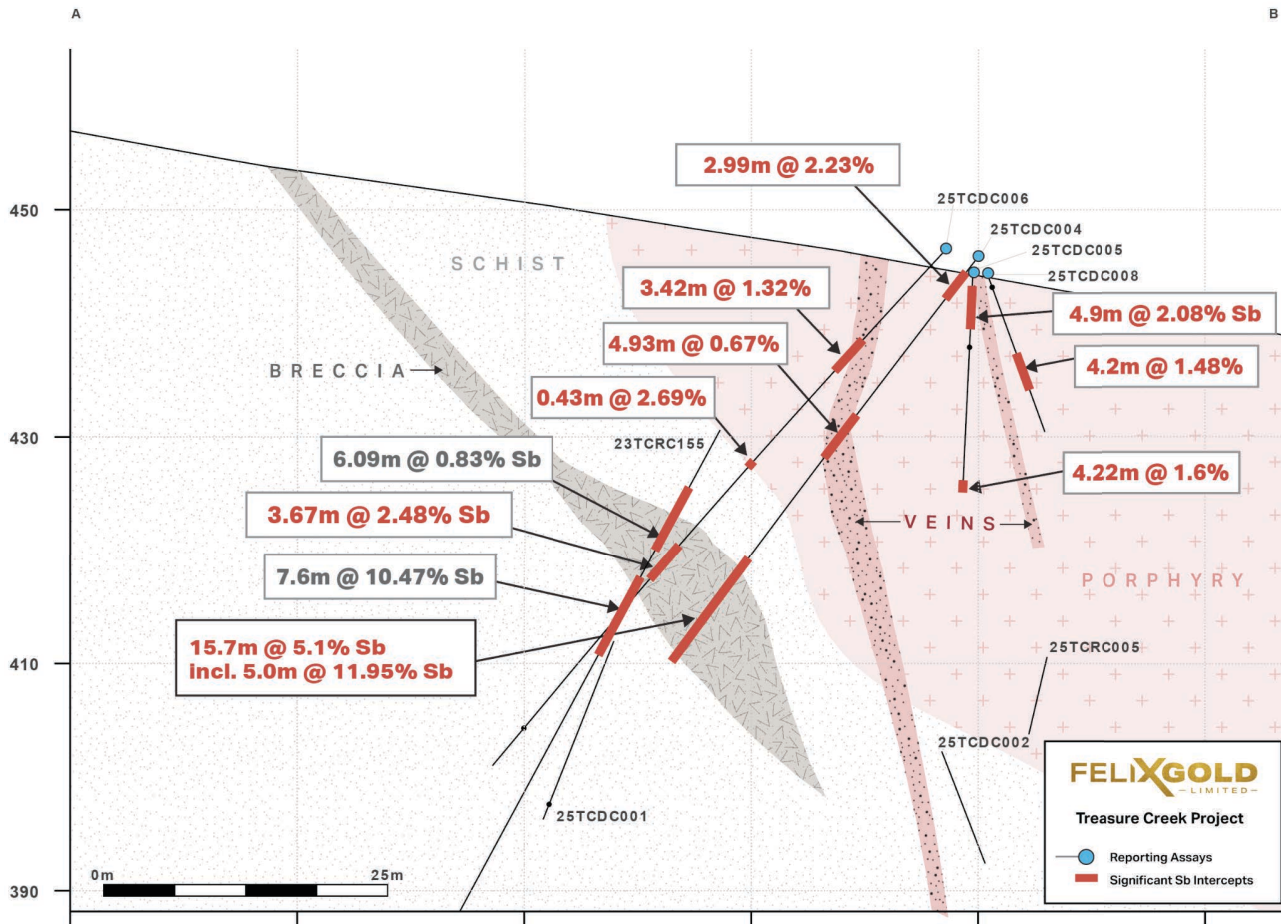 A
B
2.99m @ 2.23%
25TCDC006
450
25TCDC004
25TCDC005
SCHIST
25TCDC008
3.42m @ 1.32%
4.9m @ 2.08% Sb
4.93m @ 0.67%
4.2m @ 1.48%
BRECCIA
0.43m @ 2.69%
430
23TCRC155
6.09m @ 0.83% Sb
4.22m @ 1.6%
3.67m @ 2.48% Sb
VEINS
7.6m @ 10.47% Sb
PORPHYRY
15.7m @ 5.1% Sb
incl. 5.0m @ 11.95% Sb
410
25TCRC005
25TCDC002
FELIXGOLD
LIMITED
Treasure Creek Project
25TCDC001
Reporting Assays
0m
25m
Significant Sb Intercepts
390